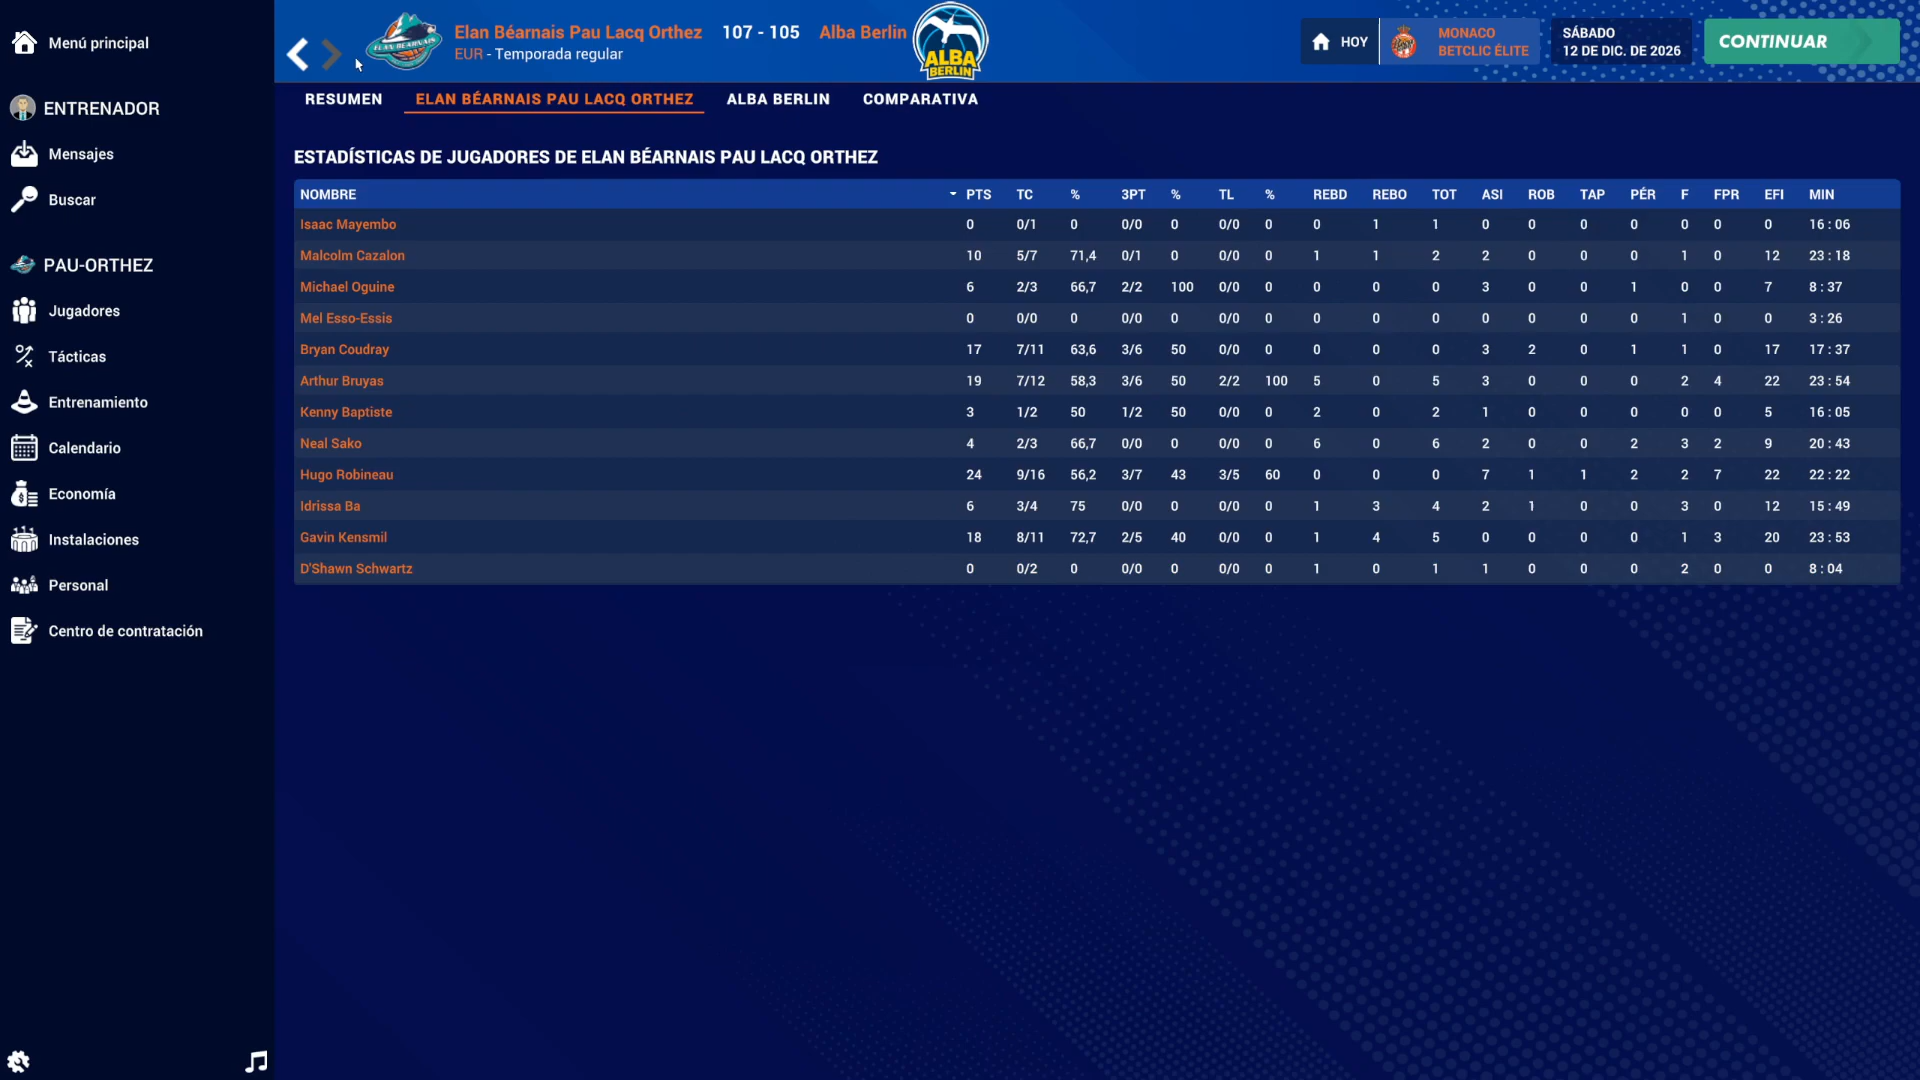 Menú principal
ENTRENADOR
Mensajes
Buscar
PAU-ORTHEZ
Jugadores
Tácticas
Entrenamiento
Calendario
Economía
Instalaciones
Personal
Centro de contratación
ELAN BÉARNAIS
Elan Béarnais Pau Lacq Orthez 107 - 105 Alba Berlin
EUR - Temporada regular
ALBA
BERLIN
HOY
MONACO
BETCLIC ÉLITE
SÁBADO
12 DE DIC. DE 2026
CONTINUAR
RESUMEN ELAN BÉARNAIS PAU LACQ ORTHEZ ALBA BERLIN COMPARATIVA
ESTADÍSTICAS DE JUGADORES DE ELAN BÉARNAIS PAU LACQ ORTHEZ
NOMBRE PTS TC % 3PT % TL % REBD REBO TOT ASI ROB TAP PÉR F FPR EFI MIN
Isaac Mayembo 0 0/1 0 0/0 0 0/0 0 0 1 1 0 0 0 0 0 0 0 16 : 06
Malcolm Cazalon 10 5/7 71,4 0/1 0 0/0 0 1 1 2 2 0 0 0 1 0 12 23 : 18
Michael Oguine 6 2/3 66,7 2/2 100 0/0 0 0 0 0 3 0 0 1 0 0 7 8 : 37
Mel Esso-Essis 0 0/0 0 0/0 0 0/0 0 0 0 0 0 0 0 0 1 0 0 3 : 26
Bryan Coudray 17 7/11 63,6 3/6 50 0/0 0 0 0 0 3 2 0 1 1 0 17 17 : 37
Arthur Bruyas 19 7/12 58,3 3/6 50 2/2 100 5 0 5 3 0 0 0 2 4 22 23 : 54
Kenny Baptiste 3 1/2 50 1/2 50 0/0 0 2 0 2 1 0 0 0 0 0 5 16 : 05
Neal Sako 4 2/3 66,7 0/0 0 0/0 0 6 0 6 2 0 0 2 3 2 9 20 : 43
Hugo Robineau 24 9/16 56,2 3/7 43 3/5 60 0 0 0 7 1 1 2 2 7 22 22 : 22
Idrissa Ba 6 3/4 75 0/0 0 0/0 0 1 3 4 2 1 0 0 3 0 12 15 : 49
Gavin Kensmil 18 8/11 72,7 2/5 40 0/0 0 1 4 5 0 0 0 0 1 3 20 23 : 53
D'Shawn Schwartz 0 0/2 0 0/0 0 0/0 0 1 0 1 1 0 0 0 2 0 0 8 : 04